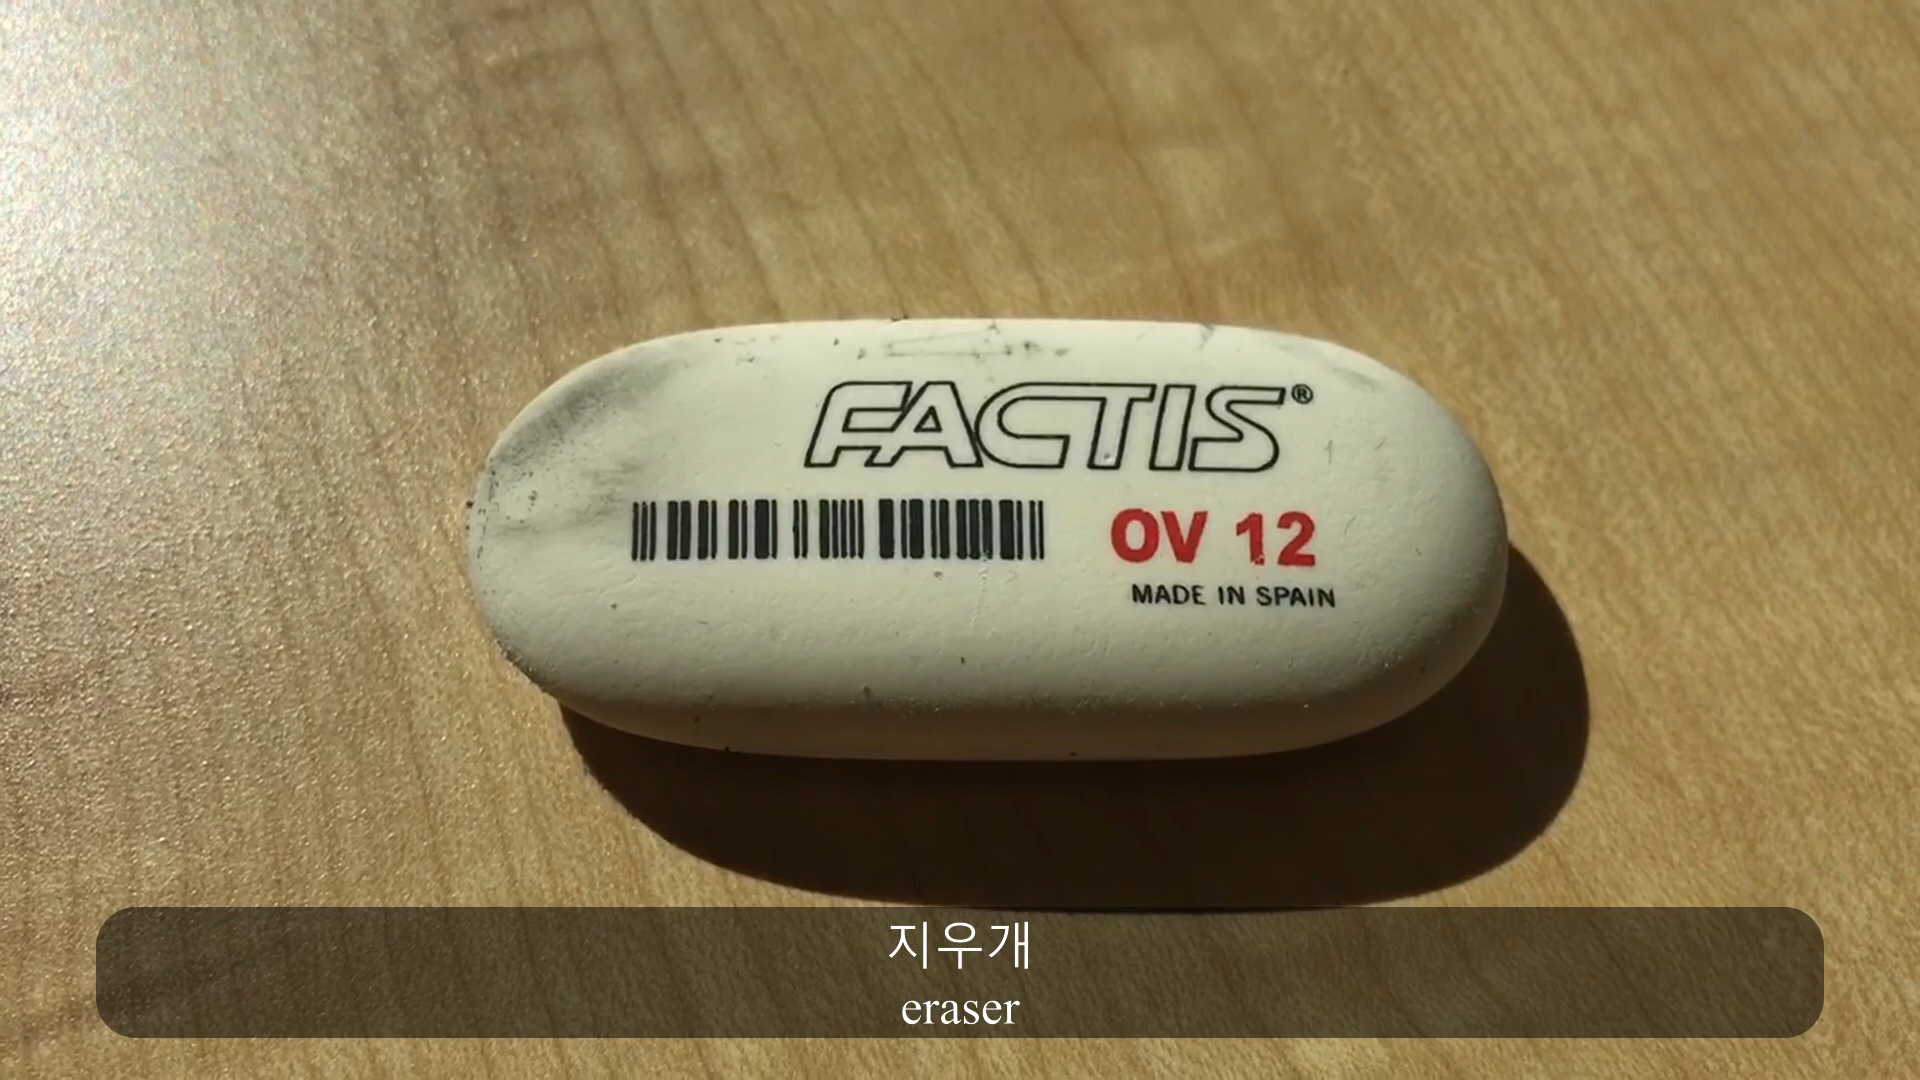 FACTIS®
OV 12
MADE IN SPAIN
지우개
eraser